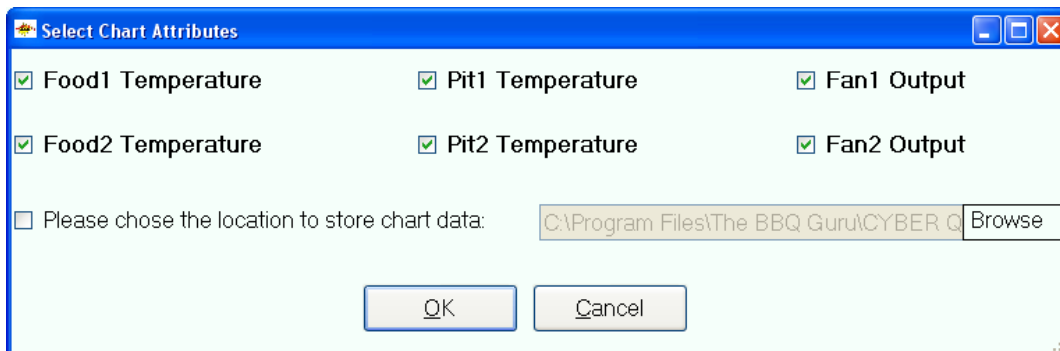 Select Chart Attributes
Food1 Temperature Pit1 Temperature Fan1 Output
Food2 Temperature Pit2 Temperature Fan2 Output
Please chose the location to store chart data: C:\Program Files\The BBQ Guru\CYBER Q Browse
OK Cancel